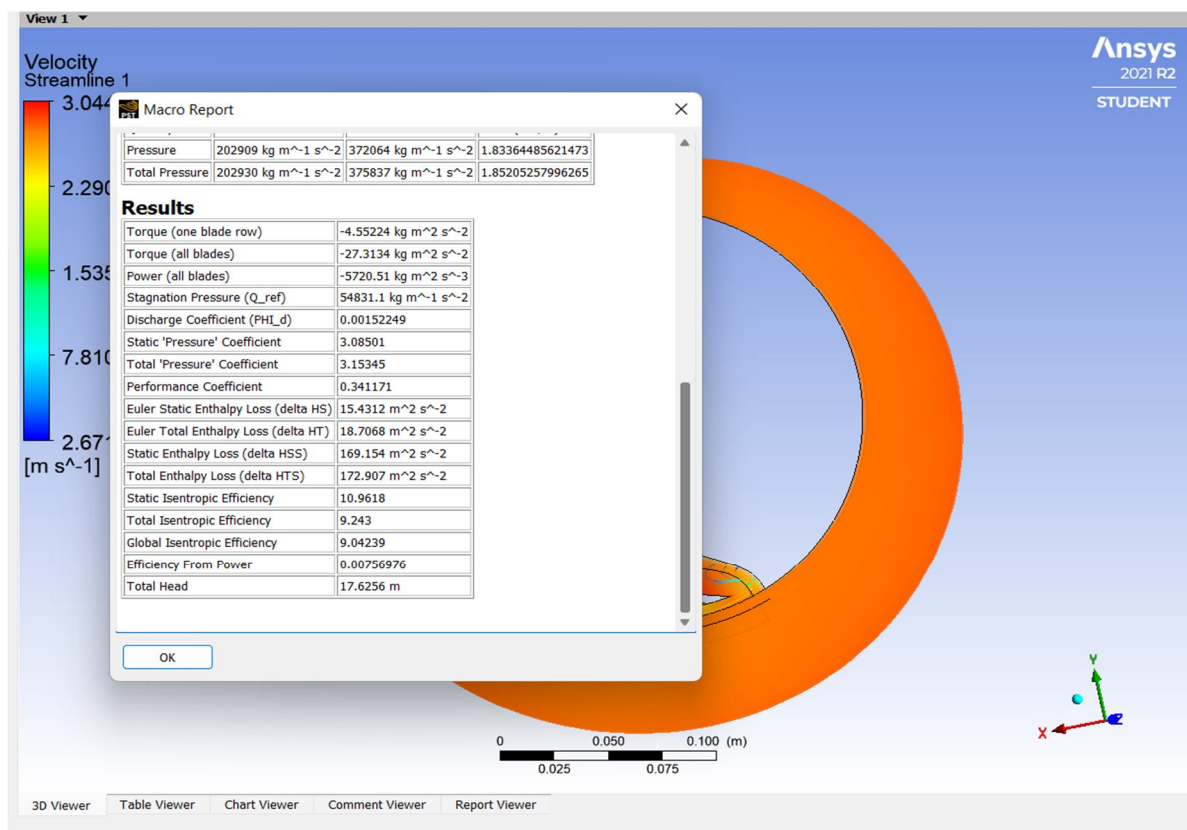 View 1
Velocity
Streamline 1
Ansys
2021 R2
STUDENT
3.044
2.290
1.535
7.810
2.671
[m s^-1]
PST Macro Report
Pressure 202909 kg m^-1 s^-2 372064 kg m^-1 s^-2 1.83364485621473
Total Pressure 202930 kg m^-1 s^-2 375837 kg m^-1 s^-2 1.85205257996265
Results
Torque (one blade row) -4.55224 kg m^2 s^-2
Torque (all blades) -27.3134 kg m^2 s^-2
Power (all blades) -5720.51 kg m^2 s^-3
Stagnation Pressure (Q_ref) 54831.1 kg m^-1 s^-2
Discharge Coefficient (PHI_d) 0.00152249
Static 'Pressure' Coefficient 3.08501
Total 'Pressure' Coefficient 3.15345
Performance Coefficient 0.341171
Euler Static Enthalpy Loss (delta HS) 15.4312 m^2 s^-2
Euler Total Enthalpy Loss (delta HT) 18.7068 m^2 s^-2
Static Enthalpy Loss (delta HSS) 169.154 m^2 s^-2
Total Enthalpy Loss (delta HTS) 172.907 m^2 s^-2
Static Isentropic Efficiency 10.9618
Total Isentropic Efficiency 9.243
Global Isentropic Efficiency 9.04239
Efficiency From Power 0.00756976
Total Head 17.6256 m
OK
Y
X
Z
0 0.050 0.100 (m)
0.025 0.075
3D Viewer Table Viewer Chart Viewer Comment Viewer Report Viewer